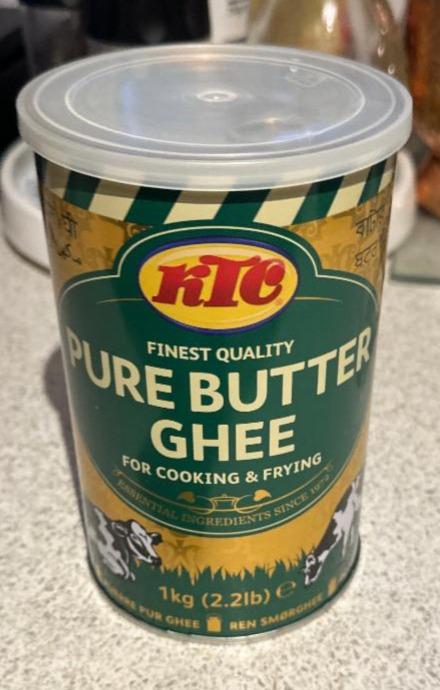 KTC
FINEST QUALITY
PURE BUTTER
GHEE
FOR COOKING & FRYING
ESSENTIAL INGREDIENTS SINCE 1972
1kg (2.2lb) ℮
PUR GHEE
REN SMØRGHEE